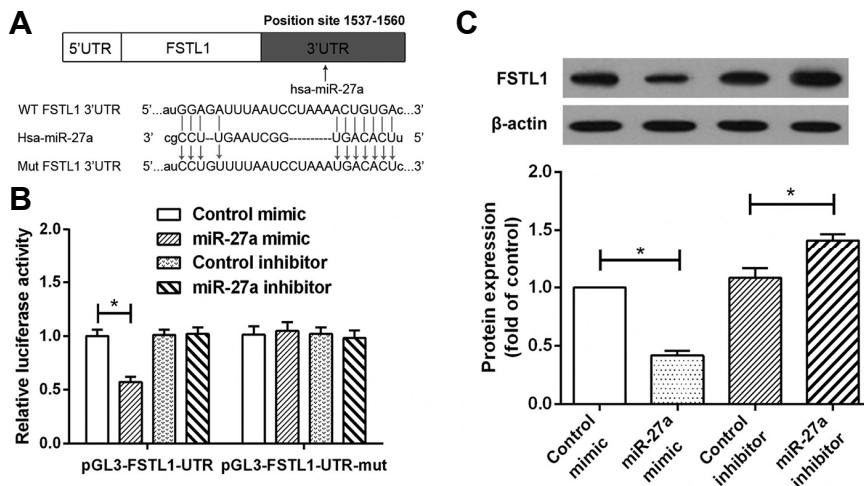 A
Position site 1537-1560
5'UTR FSTL1 3'UTR
hsa-miR-27a
WT FSTL1 3'UTR 5'...auGGAGAUUUAAUCCUAAAACUGUGAc...3'
Hsa-miR-27a 3' cgCCU--UGAAUCGG----------UGACACUu 5'
Mut FSTL1 3'UTR 5'...auCCUGUUUUAAUCCUAAAUGACACUc...3'
B
Relative luciferase activity
2.0
1.5
1.0
0.5
0.0
Control mimic
miR-27a mimic
Control inhibitor
miR-27a inhibitor
*
pGL3-FSTL1-UTR pGL3-FSTL1-UTR-mut
C
FSTL1
β-actin
Protein expression
(fold of control)
2.0
1.5
1.0
0.5
0.0
*
*
Control
mimic
miR-27a
mimic
Control
inhibitor
miR-27a
inhibitor